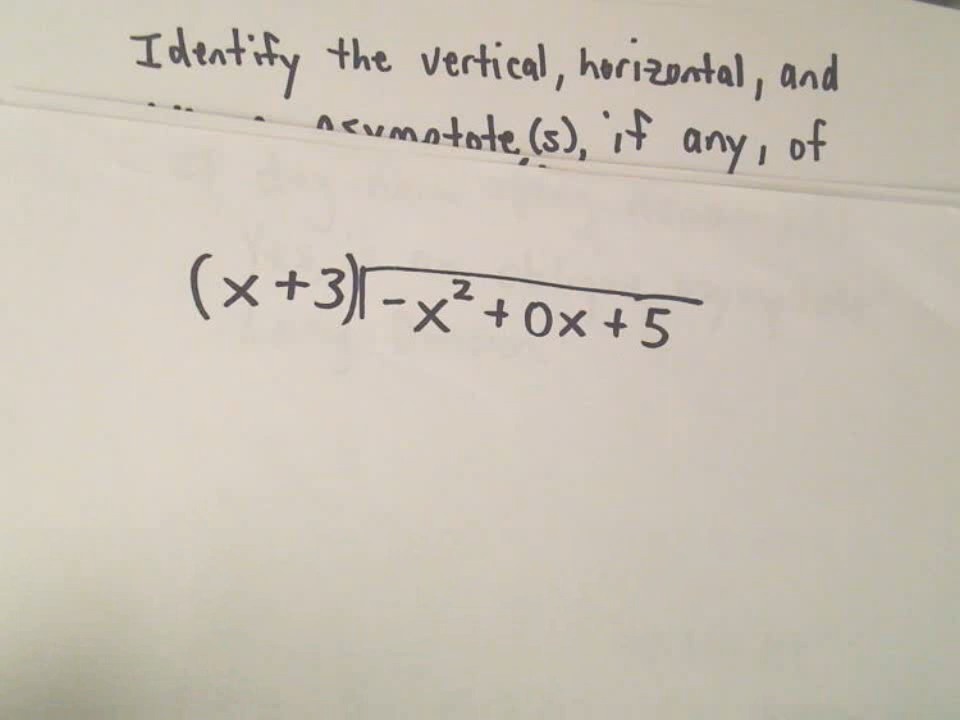 Identify the vertical, horizontal, and
asymptote(s), if any, of
(x+3)) -x² + 0x + 5